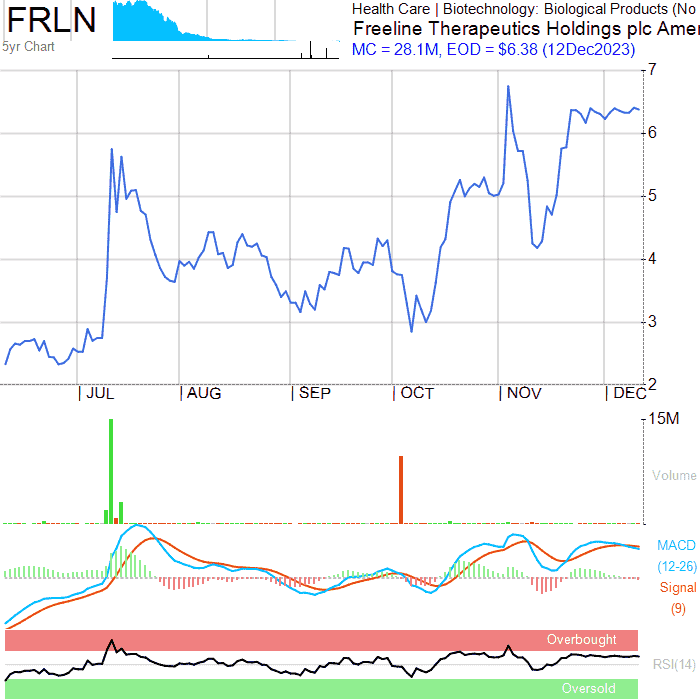 FRLN
5yr Chart
Health Care | Biotechnology: Biological Products (No
Freeline Therapeutics Holdings plc Amer
MC = 28.1M, EOD = $6.38 (12Dec2023)
7
6
5
4
3
2
JUL AUG SEP OCT NOV DEC
15M
Volume
MACD
(12-26)
Signal
(9)
Overbought
RSI(14)
Oversold